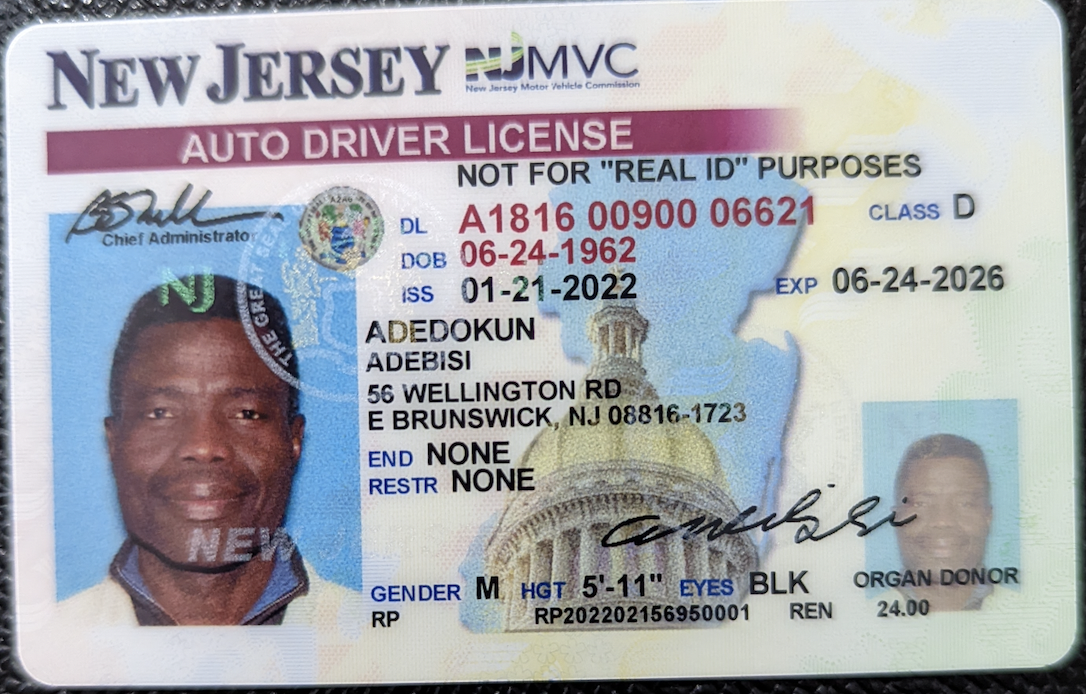 NEW JERSEY NJMVC
New Jersey Motor Vehicle Commission
AUTO DRIVER LICENSE
NOT FOR "REAL ID" PURPOSES
Chief Administrator
DL A1816 00900 06621 CLASS D
DOB 06-24-1962
ISS 01-21-2022 EXP 06-24-2026
NJ
THE GREAT SEAL
ADEDOKUN
ADEBISI
56 WELLINGTON RD
E BRUNSWICK, NJ 08816-1723
END NONE
RESTR NONE
NEW
GENDER M HGT 5'-11" EYES BLK ORGAN DONOR
RP RP202202156950001 REN 24.00